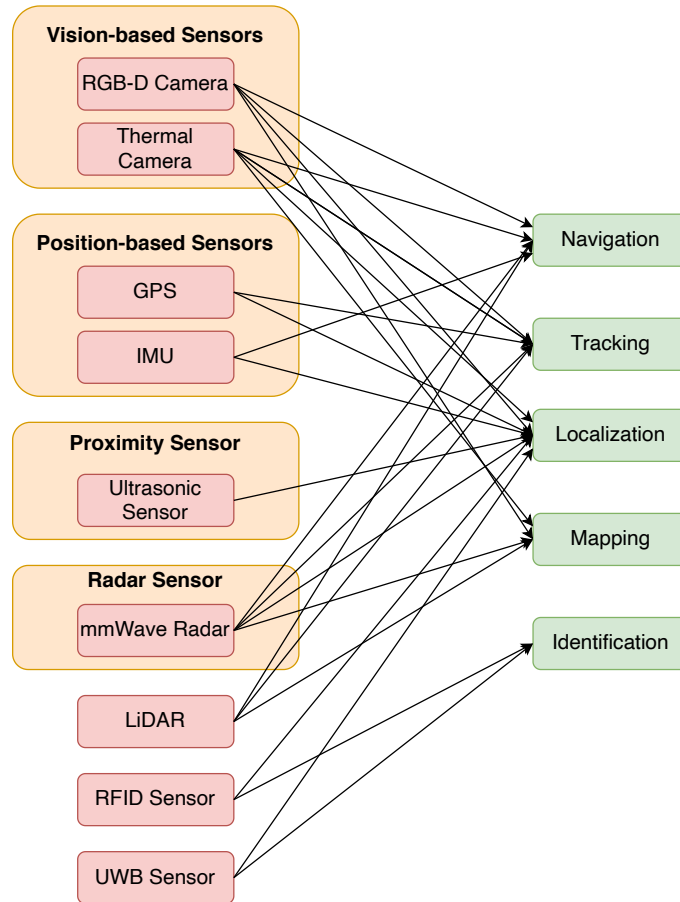 Vision-based Sensors
RGB-D Camera
Thermal
Camera
Position-based Sensors
GPS
IMU
Proximity Sensor
Ultrasonic
Sensor
Radar Sensor
mmWave Radar
LiDAR
RFID Sensor
UWB Sensor
Navigation
Tracking
Localization
Mapping
Identification